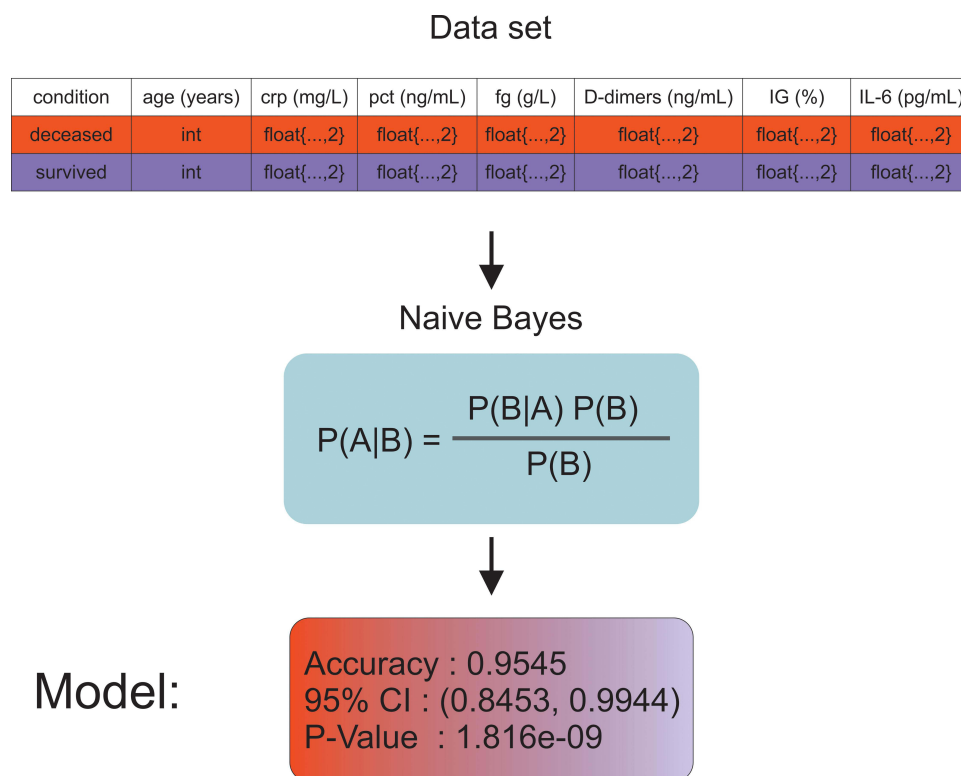 Data set
condition age (years) crp (mg/L) pct (ng/mL) fg (g/L) D-dimers (ng/mL) IG (%) IL-6 (pg/mL)
deceased int float{...,2} float{...,2} float{...,2} float{...,2} float{...,2} float{...,2}
survived int float{...,2} float{...,2} float{...,2} float{...,2} float{...,2} float{...,2}
Naive Bayes
P(B|A) P(B)
P(A|B) =
P(B)
Model:
Accuracy : 0.9545
95% CI : (0.8453, 0.9944)
P-Value : 1.816e-09